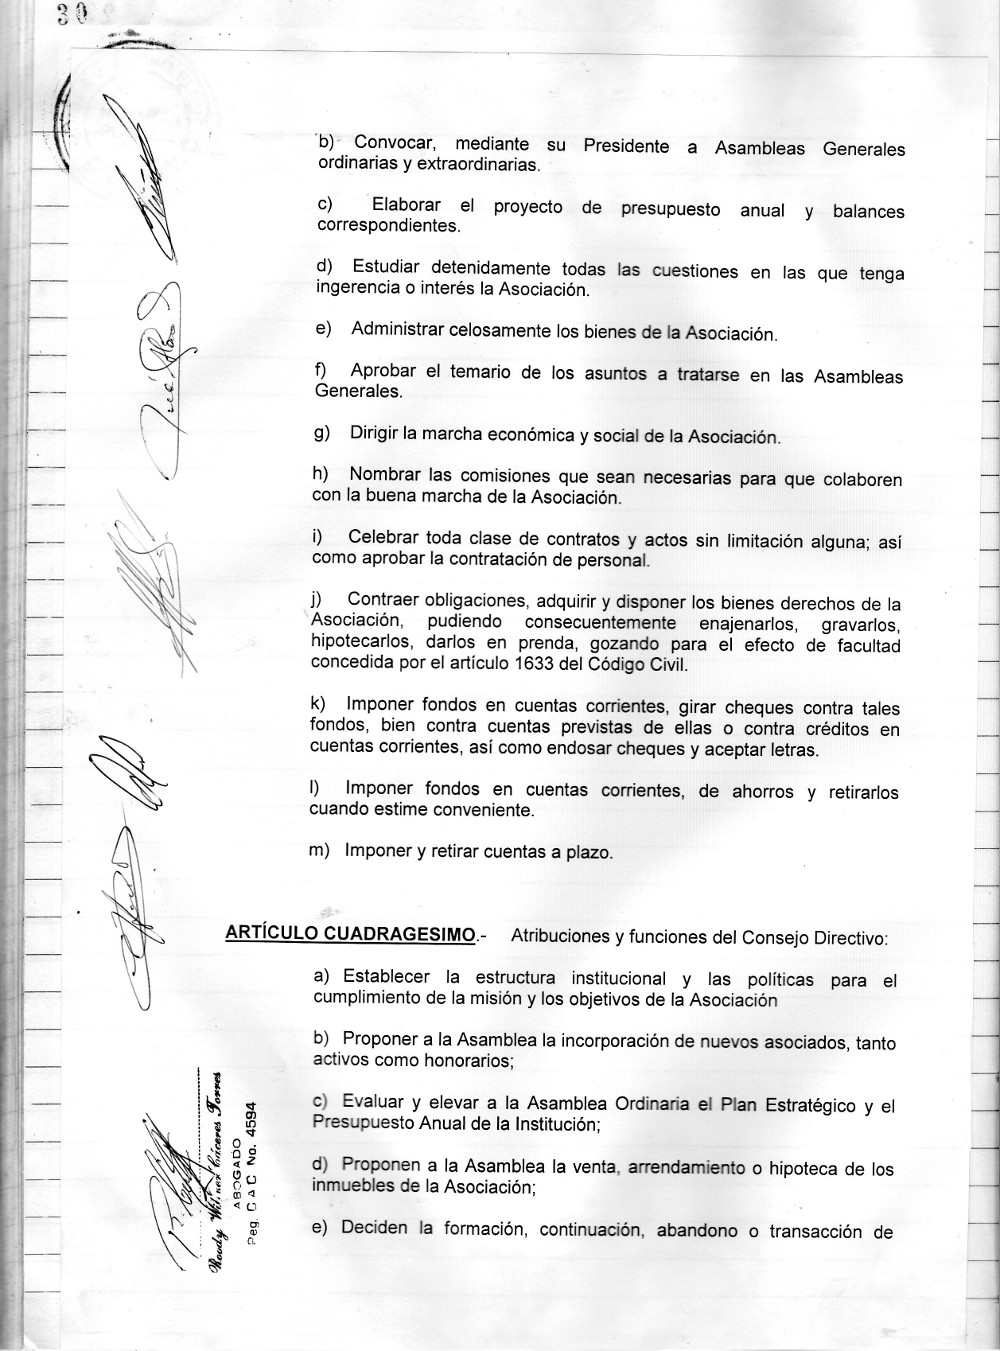 30
b) Convocar, mediante su Presidente a Asambleas Generales
ordinarias y extraordinarias.
c) Elaborar el proyecto de presupuesto anual y balances
correspondientes.
d) Estudiar detenidamente todas las cuestiones en las que tenga
ingerencia o interés la Asociación.
e) Administrar celosamente los bienes de la Asociación.
f) Aprobar el temario de los asuntos a tratarse en las Asambleas
Generales.
g) Dirigir la marcha económica y social de la Asociación.
h) Nombrar las comisiones que sean necesarias para que colaboren
con la buena marcha de la Asociación.
i) Celebrar toda clase de contratos y actos sin limitación alguna; así
como aprobar la contratación de personal.
j) Contraer obligaciones, adquirir y disponer los bienes derechos de la
Asociación, pudiendo consecuentemente enajenarlos, gravarlos,
hipotecarlos, darlos en prenda, gozando para el efecto de facultad
concedida por el artículo 1633 del Código Civil.
k) Imponer fondos en cuentas corrientes, girar cheques contra tales
fondos, bien contra cuentas previstas de ellas o contra créditos en
cuentas corrientes, así como endosar cheques y aceptar letras.
l) Imponer fondos en cuentas corrientes, de ahorros y retirarlos
cuando estime conveniente.
m) Imponer y retirar cuentas a plazo.
ARTÍCULO CUADRAGESIMO.- Atribuciones y funciones del Consejo Directivo:
a) Establecer la estructura institucional y las políticas para el
cumplimiento de la misión y los objetivos de la Asociación
b) Proponer a la Asamblea la incorporación de nuevos asociados, tanto
activos como honorarios;
c) Evaluar y elevar a la Asamblea Ordinaria el Plan Estratégico y el
Presupuesto Anual de la Institución;
d) Proponen a la Asamblea la venta, arrendamiento o hipoteca de los
inmuebles de la Asociación;
e) Deciden la formación, continuación, abandono o transacción de
Cáceres Torres
ABOGADO
Peg. C A C No. 4594